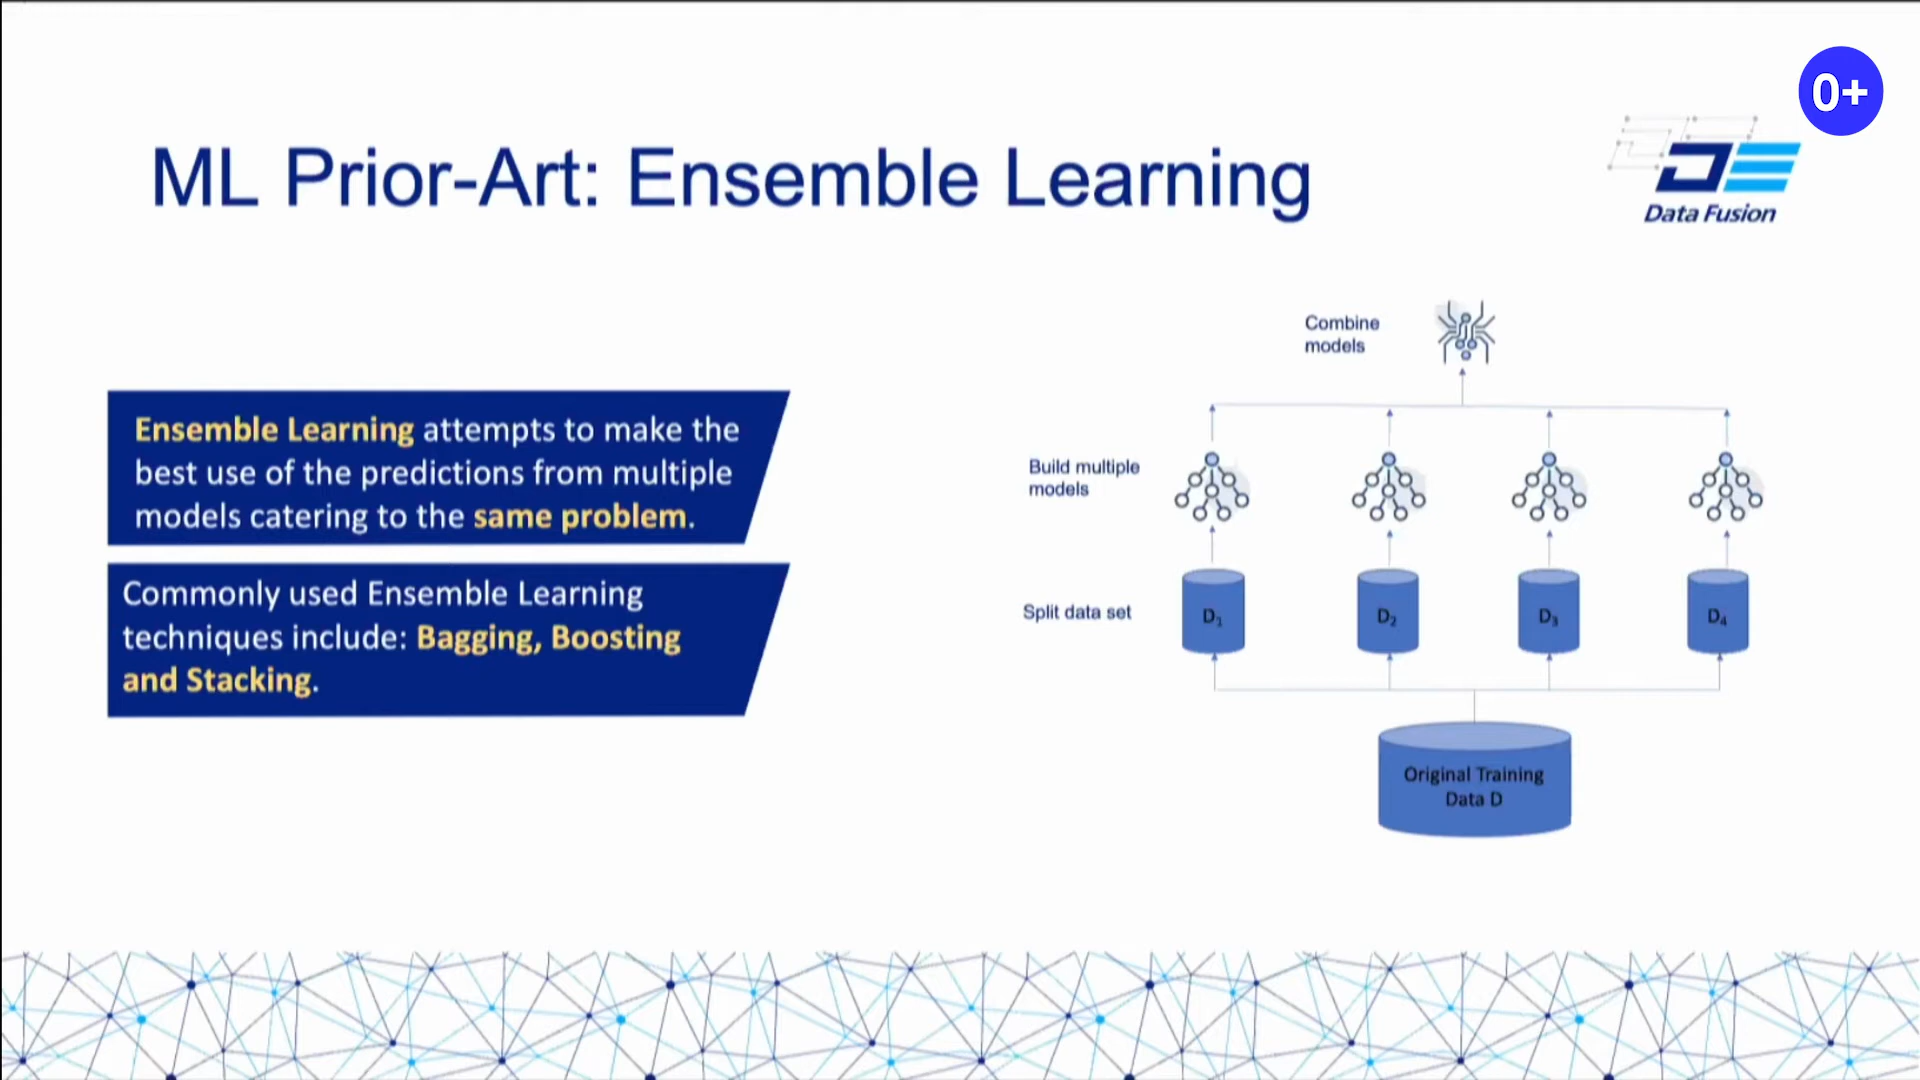 0+
ML Prior-Art: Ensemble Learning
Data Fusion
Ensemble Learning attempts to make the
best use of the predictions from multiple
models catering to the same problem.
Commonly used Ensemble Learning
techniques include: Bagging, Boosting
and Stacking.
Combine
models
Build multiple
models
Split data set
D₁
D₂
D₃
D₄
Original Training
Data D